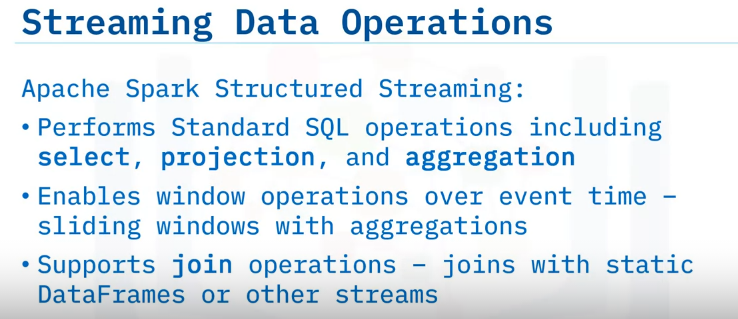 Streaming Data Operations
Apache Spark Structured Streaming:
• Performs Standard SQL operations including
select, projection, and aggregation
• Enables window operations over event time –
sliding windows with aggregations
• Supports join operations – joins with static
DataFrames or other streams